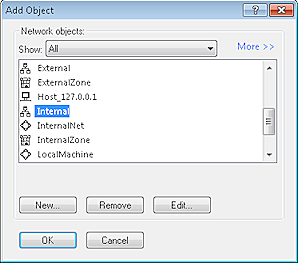 Add Object
Network objects:
Show: All More >>
External
ExternalZone
Host_127.0.0.1
Internal
InternalNet
InternalZone
LocalMachine
New... Remove Edit...
OK Cancel